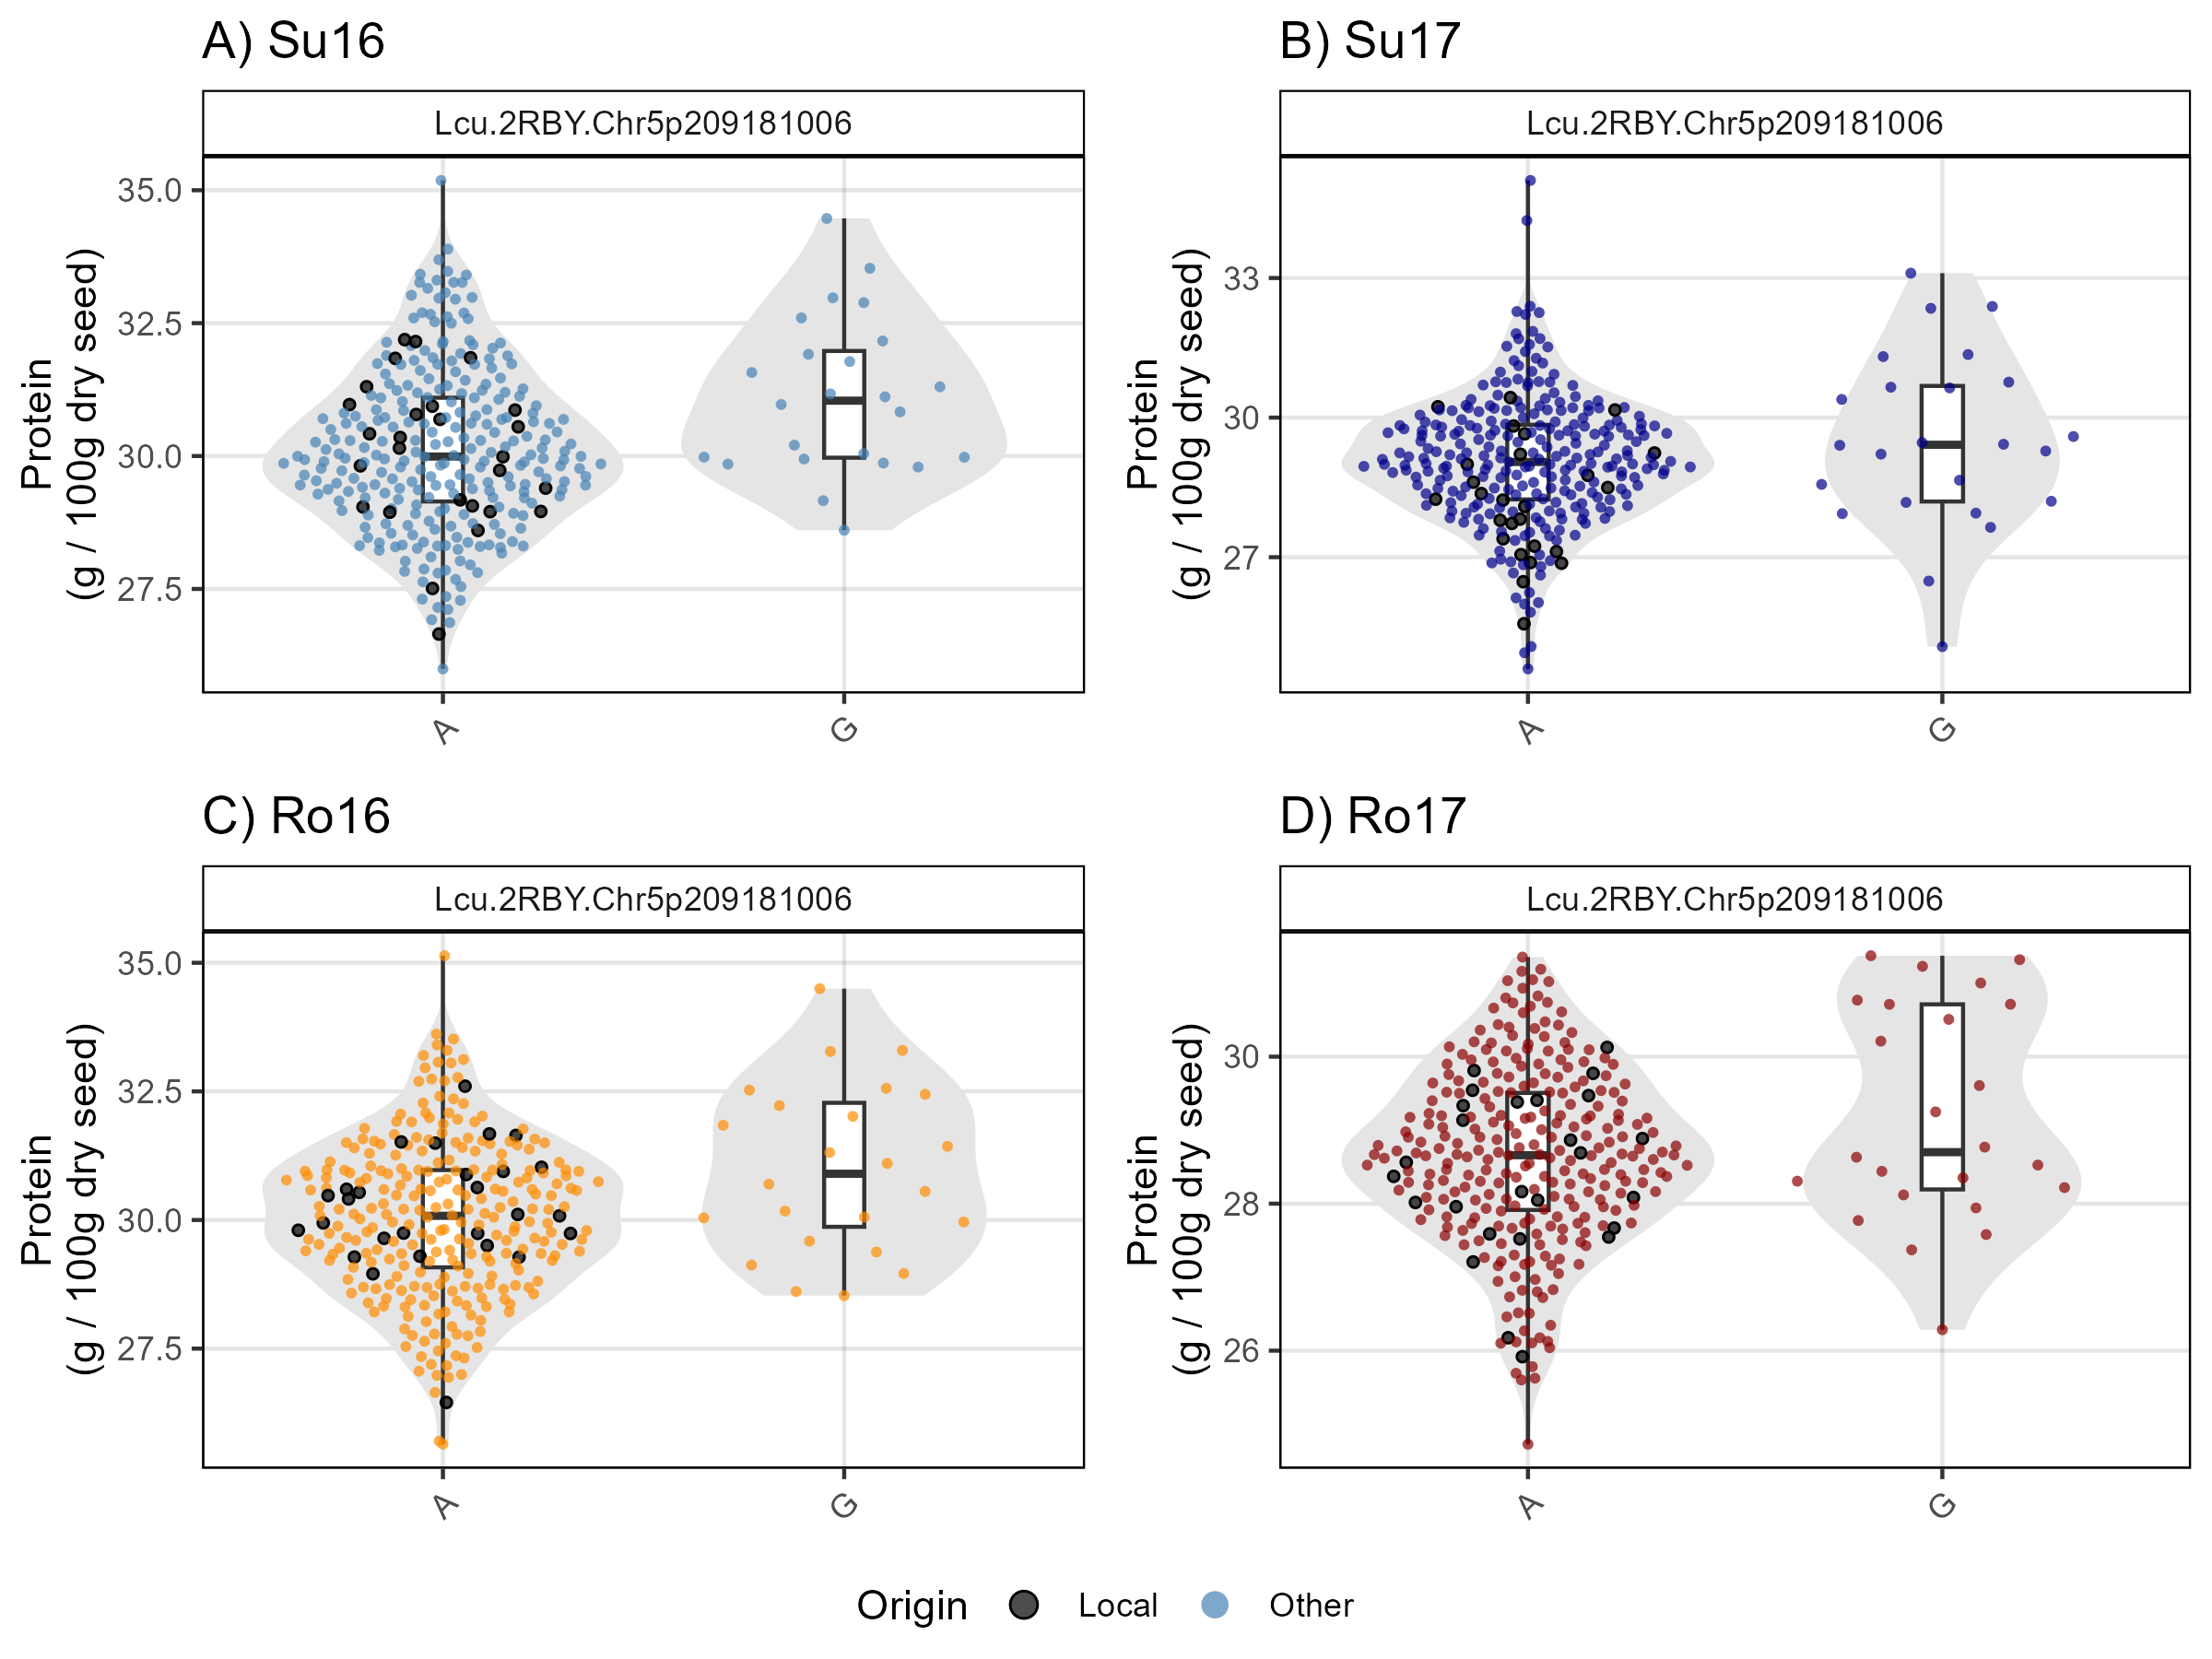 A) Su16
Lcu.2RBY.Chr5p209181006
Protein
(g / 100g dry seed)
35.0
32.5
30.0
27.5
A
G
B) Su17
Lcu.2RBY.Chr5p209181006
Protein
(g / 100g dry seed)
33
30
27
A
G
C) Ro16
Lcu.2RBY.Chr5p209181006
Protein
(g / 100g dry seed)
35.0
32.5
30.0
27.5
A
G
D) Ro17
Lcu.2RBY.Chr5p209181006
Protein
(g / 100g dry seed)
30
28
26
A
G
Origin Local Other